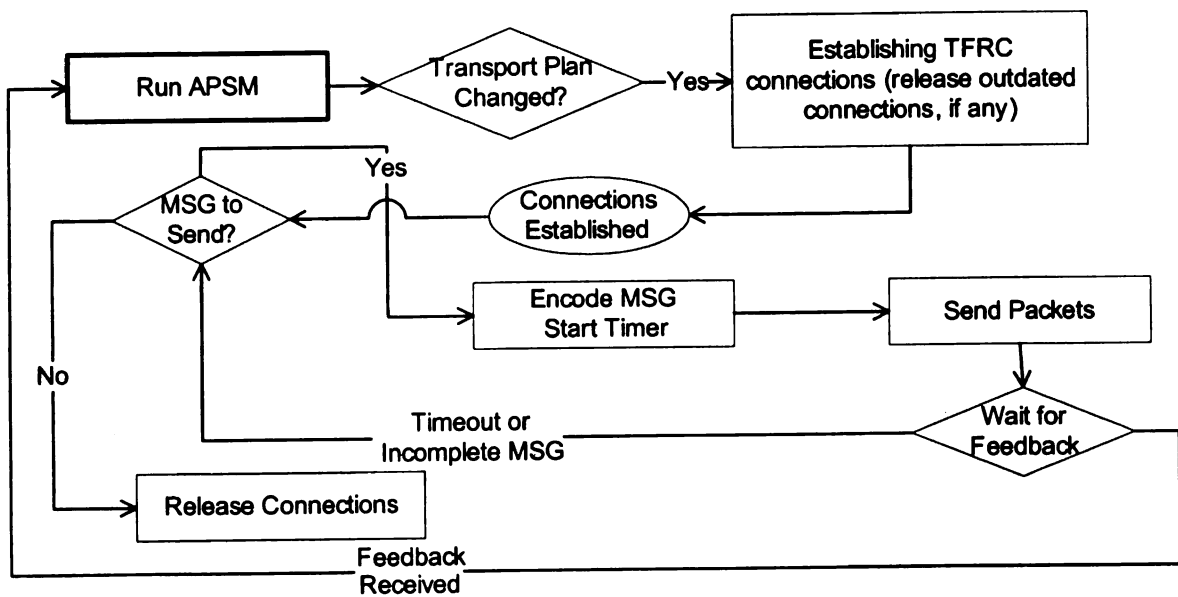 Run APSM
Transport Plan
Changed?
Yes
Establishing TFRC
connections (release outdated
connections, if any)
Yes
MSG to
Send?
Connections
Established
Encode MSG
Start Timer
Send Packets
No
Timeout or
Incomplete MSG
Wait for
Feedback
Release Connections
Feedback
Received